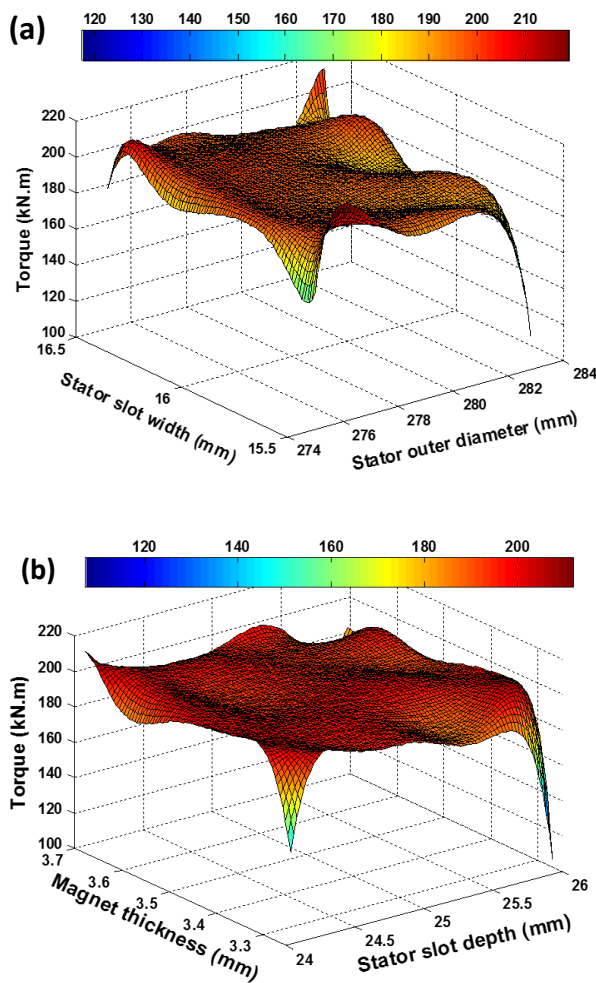 (a)
120 130 140 150 160 170 180 190 200 210
220
200
180
160
140
120
100
Torque (kN.m)
16.5
16
15.5
Stator slot width (mm)
274 276 278 280 282 284
Stator outer diameter (mm)
(b)
120 140 160 180 200
220
200
180
160
140
120
100
Torque (kN.m)
3.7
3.6
3.5
3.4
3.3
Magnet thickness (mm)
24 24.5 25 25.5 26
Stator slot depth (mm)